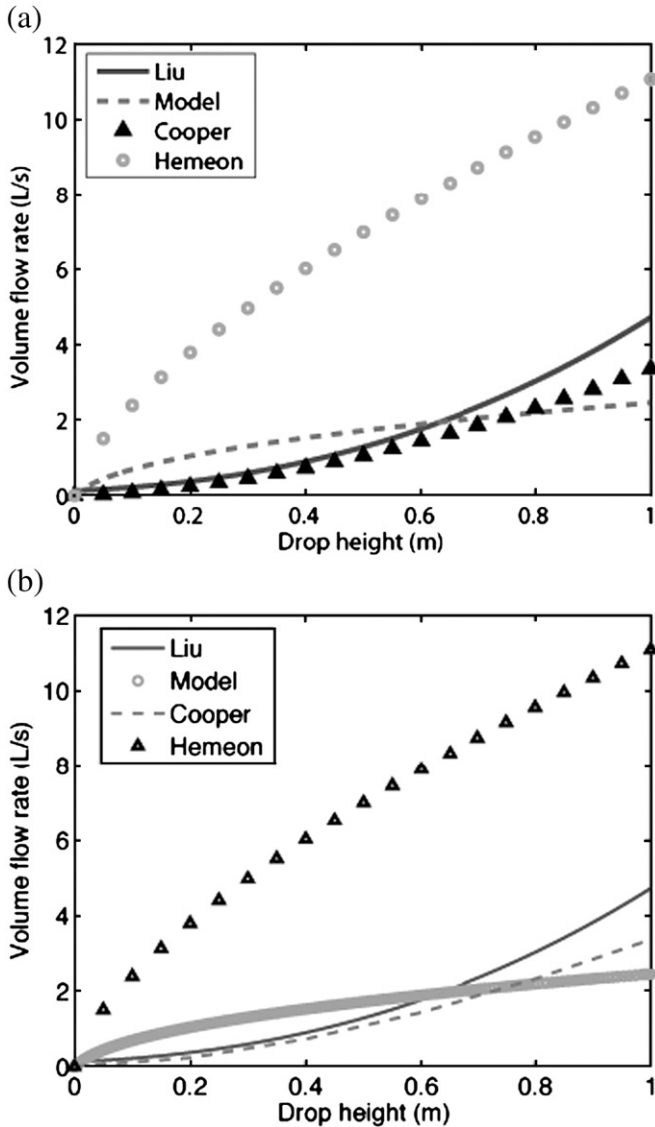 (a)
12
10
8
6
4
2
0
Volume flow rate (L/s)
Liu
Model
Cooper
Hemeon
0 0.2 0.4 0.6 0.8 1
Drop height (m)
(b)
12
10
8
6
4
2
0
Volume flow rate (L/s)
Liu
Model
Cooper
Hemeon
0 0.2 0.4 0.6 0.8 1
Drop height (m)